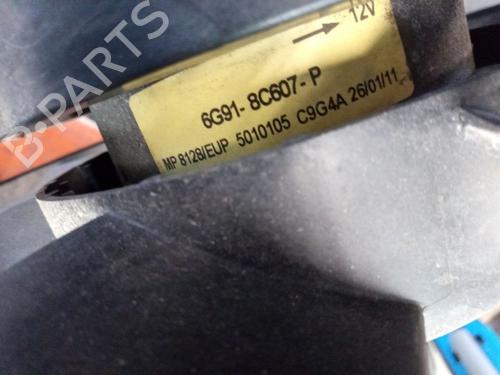 12V
6G91-8C607-P
MP 8128/EUP 5010105 C9G4A 26/01/11
B-PARTS